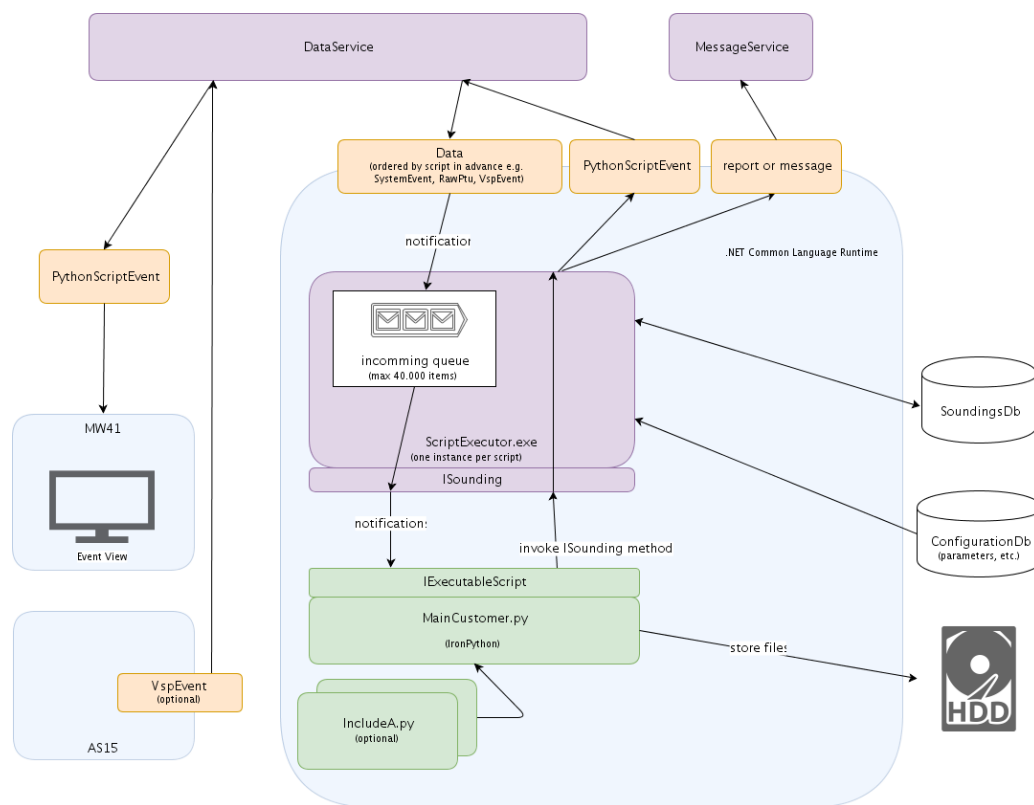 DataService
MessageService
Data
(ordered by script in advance e.g.
SystemEvent, RawPtu, VspEvent)
PythonScriptEvent
report or message
notification
.NET Common Language Runtime
PythonScriptEvent
incomming queue
(max 40.000 items)
SoundingsDb
MW41
ScriptExecutor.exe
(one instance per script)
ISounding
notifications
invoke ISounding method
ConfigurationDb
(parameters, etc.)
Event View
IExecutableScript
MainCustomer.py
(IronPython)
store files
VspEvent
(optional)
HDD
IncludeA.py
(optional)
AS15